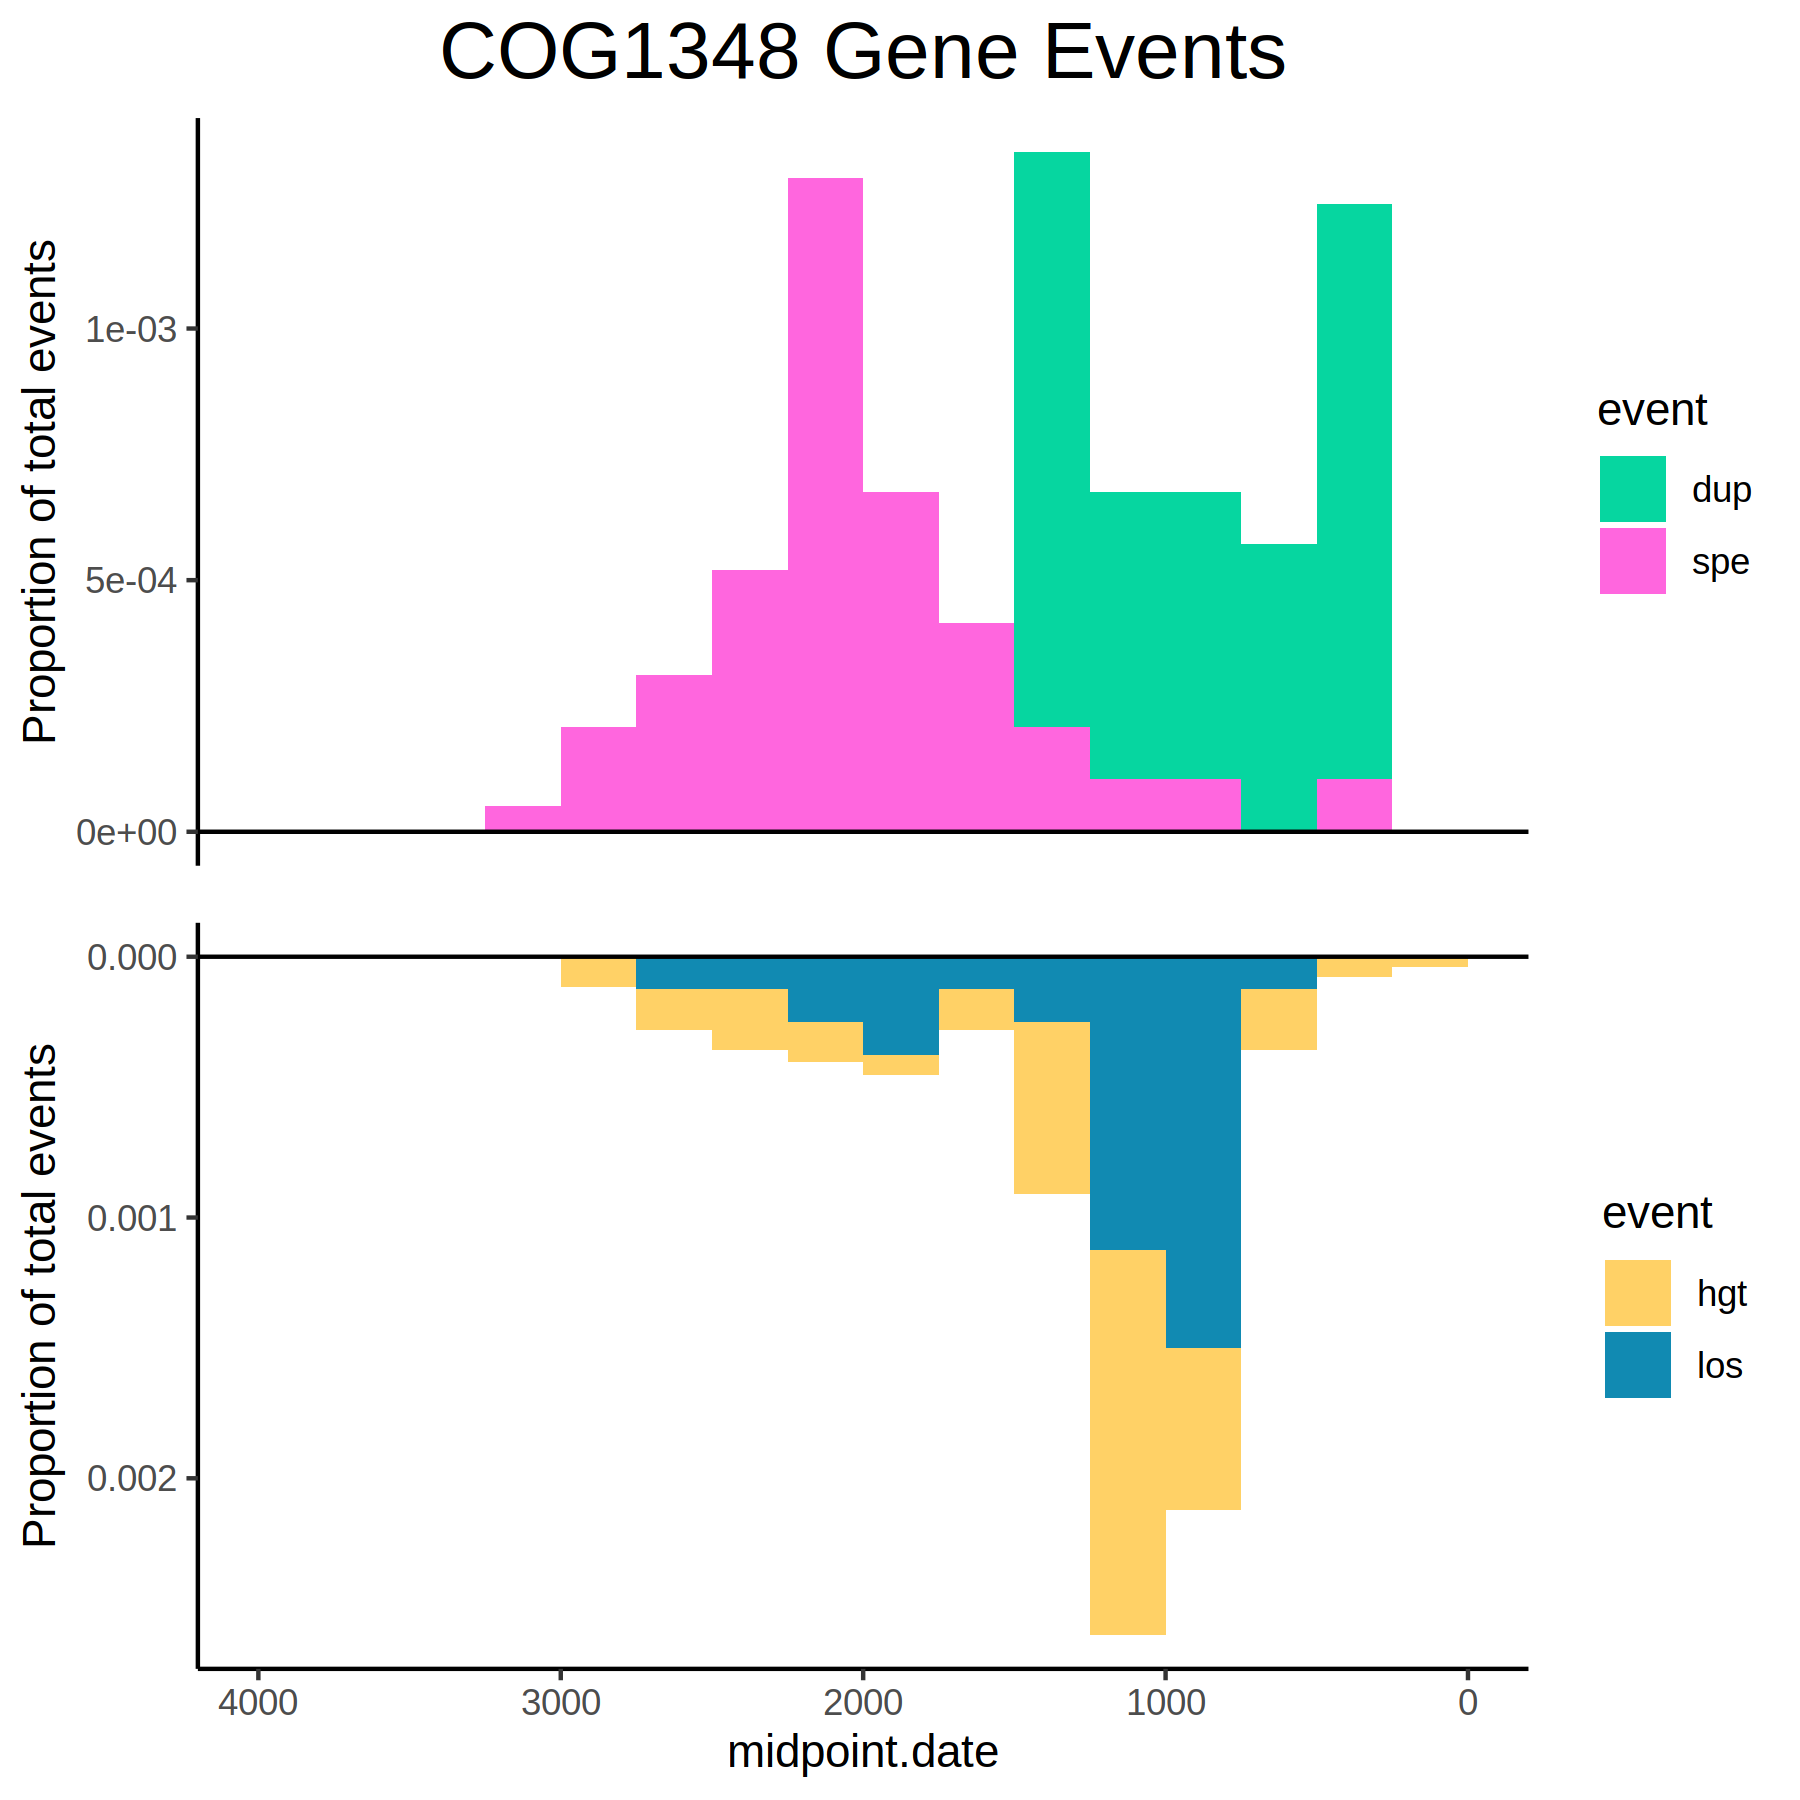 COG1348 Gene Events
Proportion of total events
1e-03
5e-04
0e+00
event
dup
spe
Proportion of total events
0.000
0.001
0.002
event
hgt
los
4000 3000 2000 1000 0
midpoint.date